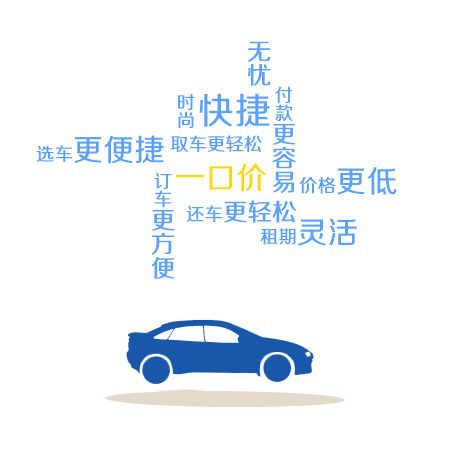 无忧
时尚
快捷
付款更容易
取车更轻松
选车更便捷
一口价
订车更方便
价格更低
还车更轻松
租期灵活